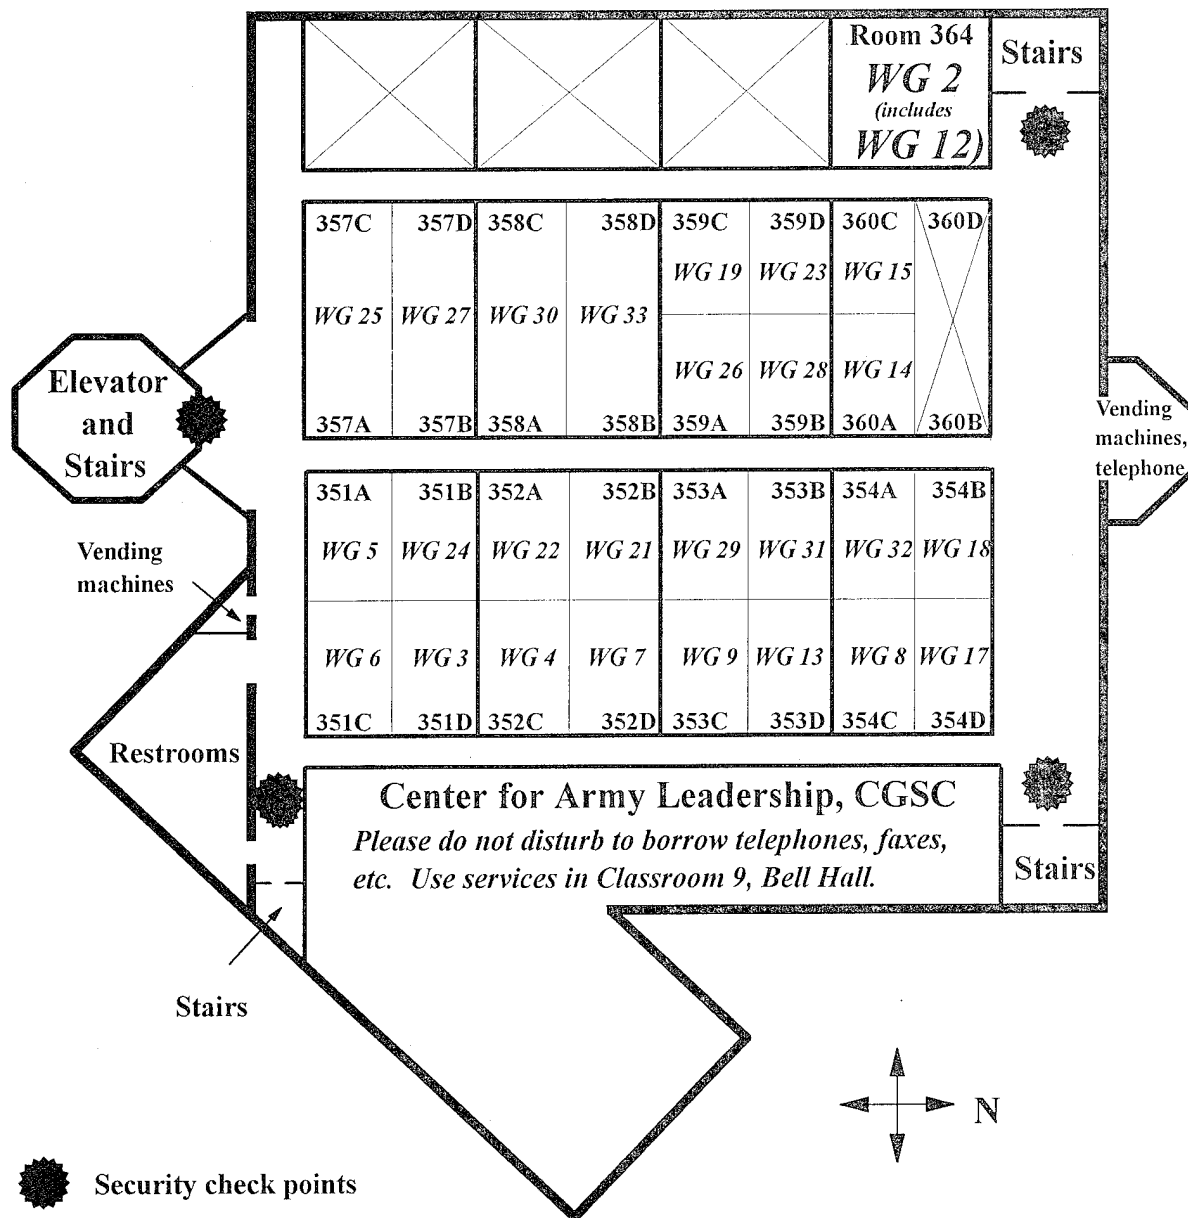 Room 364
Stairs
WG 2
(includes
WG 12)
357C 357D 358C 358D 359C 359D 360C 360D
WG 19 WG 23 WG 15
WG 25 WG 27 WG 30 WG 33
WG 26 WG 28 WG 14
357A 357B 358A 358B 359A 359B 360A 360B
Elevator
and
Stairs
Vending
machines,
telephone
351A 351B 352A 352B 353A 353B 354A 354B
WG 5 WG 24 WG 22 WG 21 WG 29 WG 31 WG 32 WG 18
Vending
machines
WG 6 WG 3 WG 4 WG 7 WG 9 WG 13 WG 8 WG 17
351C 351D 352C 352D 353C 353D 354C 354D
Restrooms
Center for Army Leadership, CGSC
Please do not disturb to borrow telephones, faxes,
etc. Use services in Classroom 9, Bell Hall.
Stairs
Stairs
N
Security check points